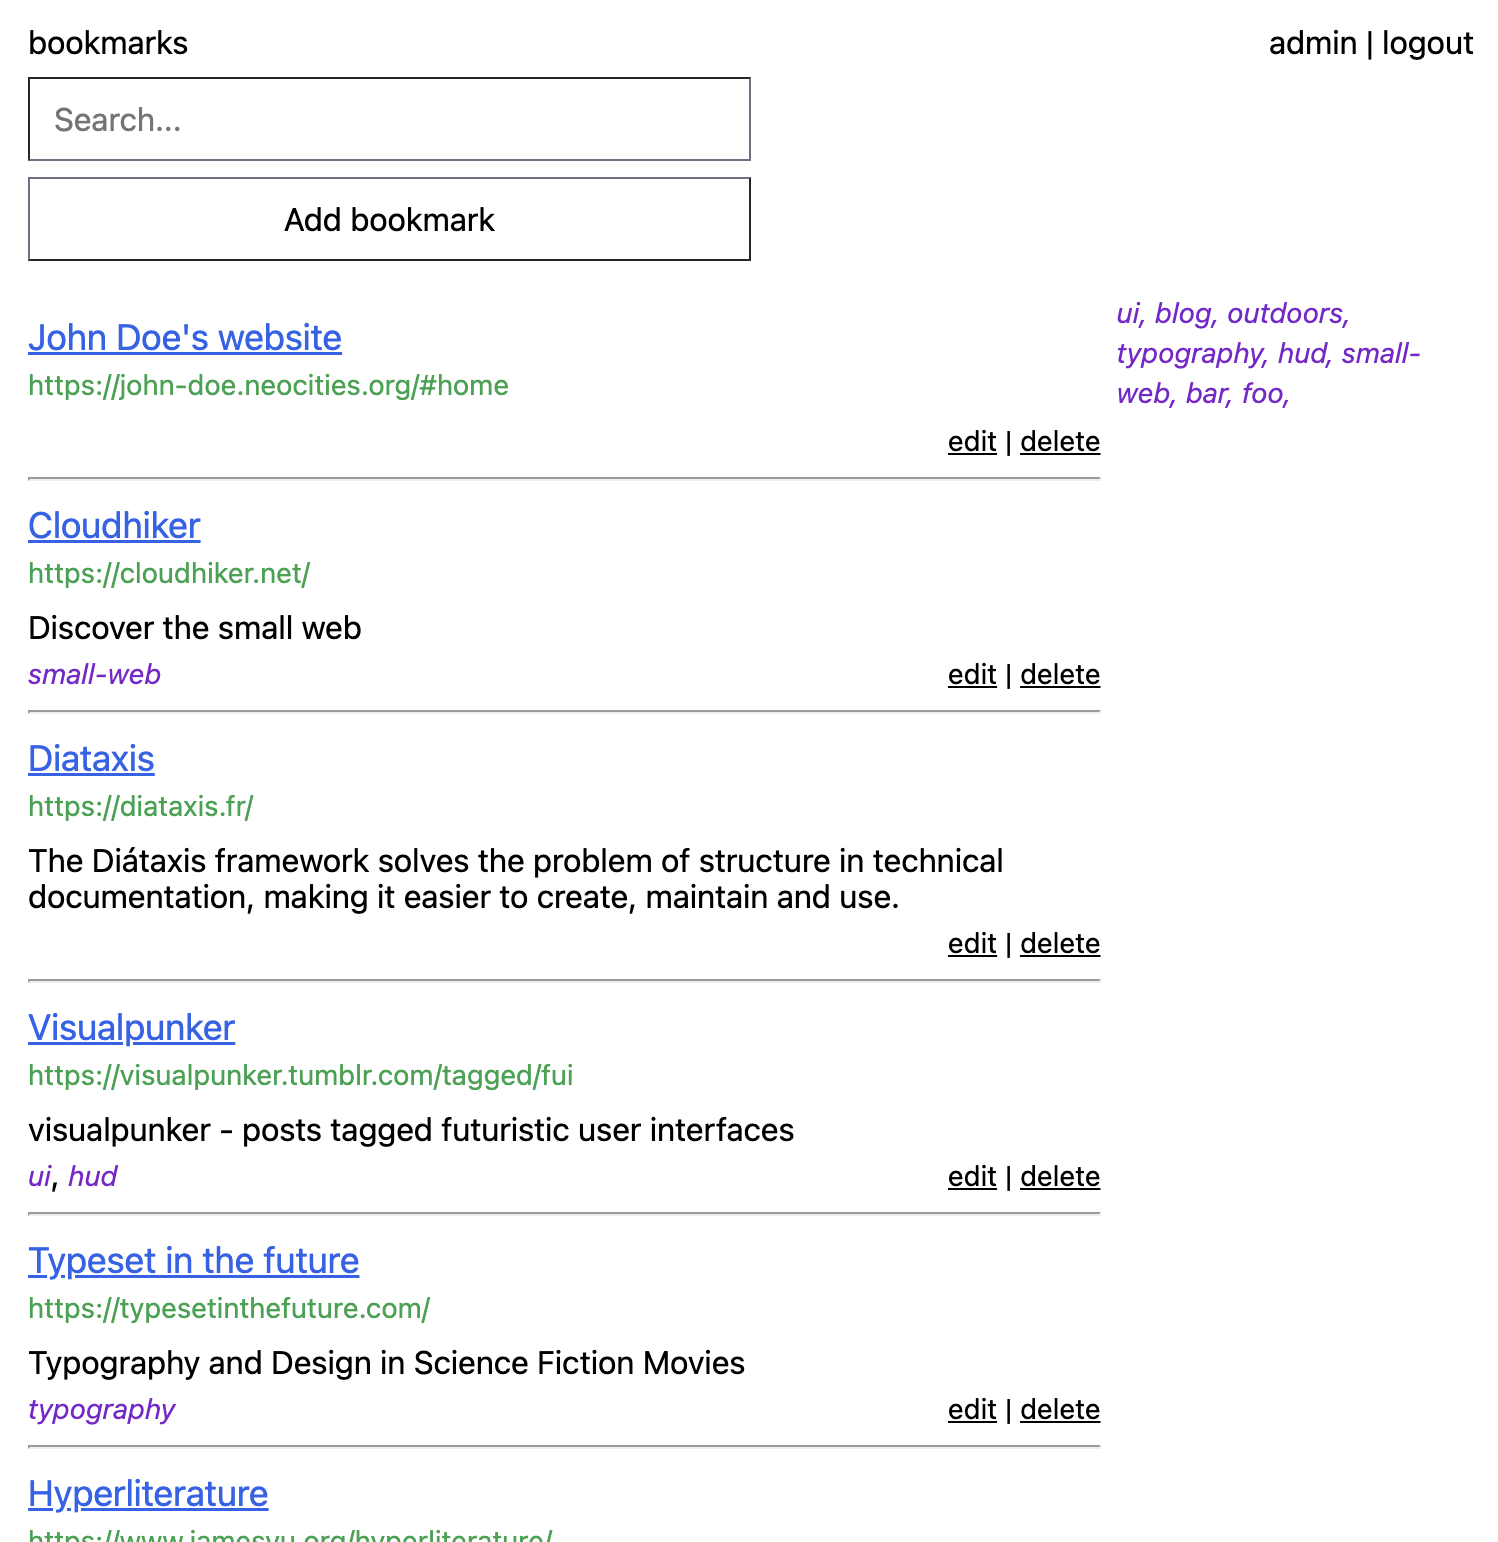 bookmarks
admin | logout
Search...
Add bookmark
John Doe's website
https://john-doe.neocities.org/#home
edit | delete
ui, blog, outdoors,
typography, hud, small-
web, bar, foo,
Cloudhiker
https://cloudhiker.net/
Discover the small web
small-web
edit | delete
Diataxis
https://diataxis.fr/
The Diátaxis framework solves the problem of structure in technical
documentation, making it easier to create, maintain and use.
edit | delete
Visualpunker
https://visualpunker.tumblr.com/tagged/fui
visualpunker - posts tagged futuristic user interfaces
ui, hud
edit | delete
Typeset in the future
https://typesetinthefuture.com/
Typography and Design in Science Fiction Movies
typography
edit | delete
Hyperliterature
https://www.jamesyu.org/hyperliterature/